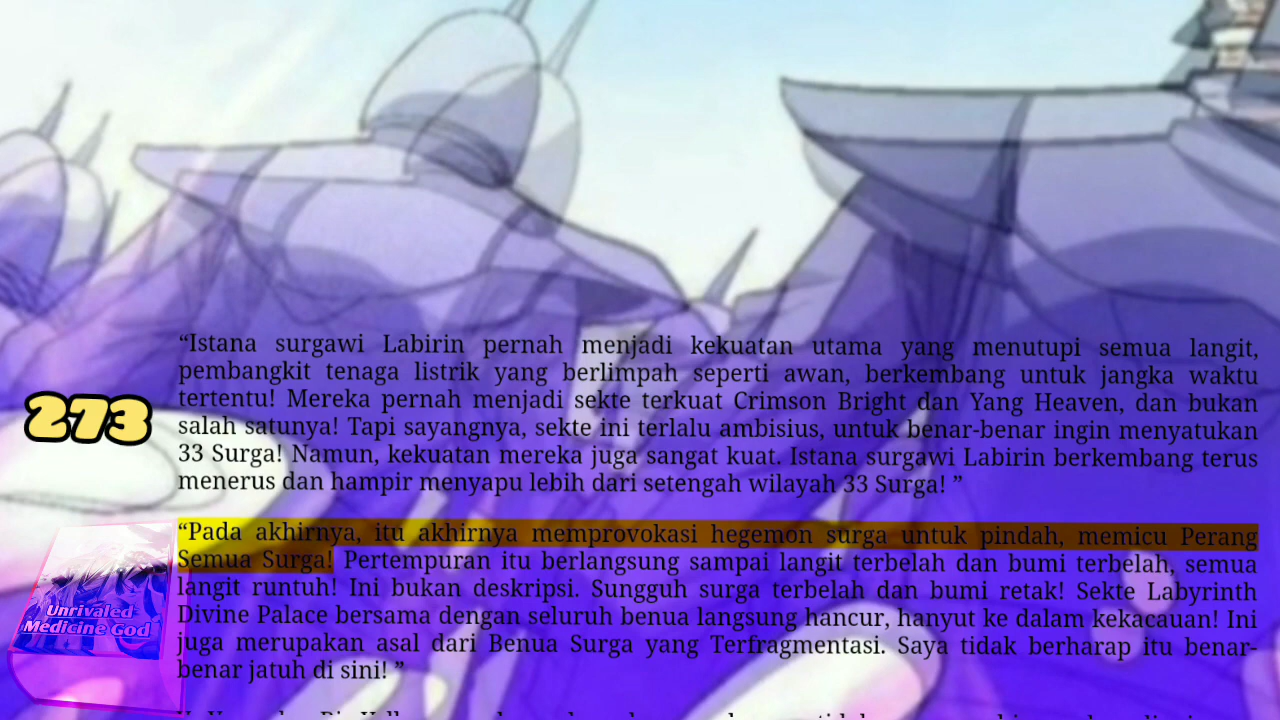 “Istana surgawi Labirin pernah menjadi kekuatan utama yang menutupi semua langit,
pembangkit tenaga listrik yang berlimpah seperti awan, berkembang untuk jangka waktu
tertentu! Mereka pernah menjadi sekte terkuat Crimson Bright dan Yang Heaven, dan bukan
salah satunya! Tapi sayangnya, sekte ini terlalu ambisius, untuk benar-benar ingin menyatukan
33 Surga! Namun, kekuatan mereka juga sangat kuat. Istana surgawi Labirin berkembang terus
menerus dan hampir menyapu lebih dari setengah wilayah 33 Surga! ”
273
“Pada akhirnya, itu akhirnya memprovokasi hegemon surga untuk pindah, memicu Perang
Semua Surga! Pertempuran itu berlangsung sampai langit terbelah dan bumi terbelah, semua
langit runtuh! Ini bukan deskripsi. Sungguh surga terbelah dan bumi retak! Sekte Labyrinth
Divine Palace bersama dengan seluruh benua langsung hancur, hanyut ke dalam kekacauan! Ini
juga merupakan asal dari Benua Surga yang Terfragmentasi. Saya tidak berharap itu benar-
benar jatuh di sini! ”
Unrivaled
Medicine God